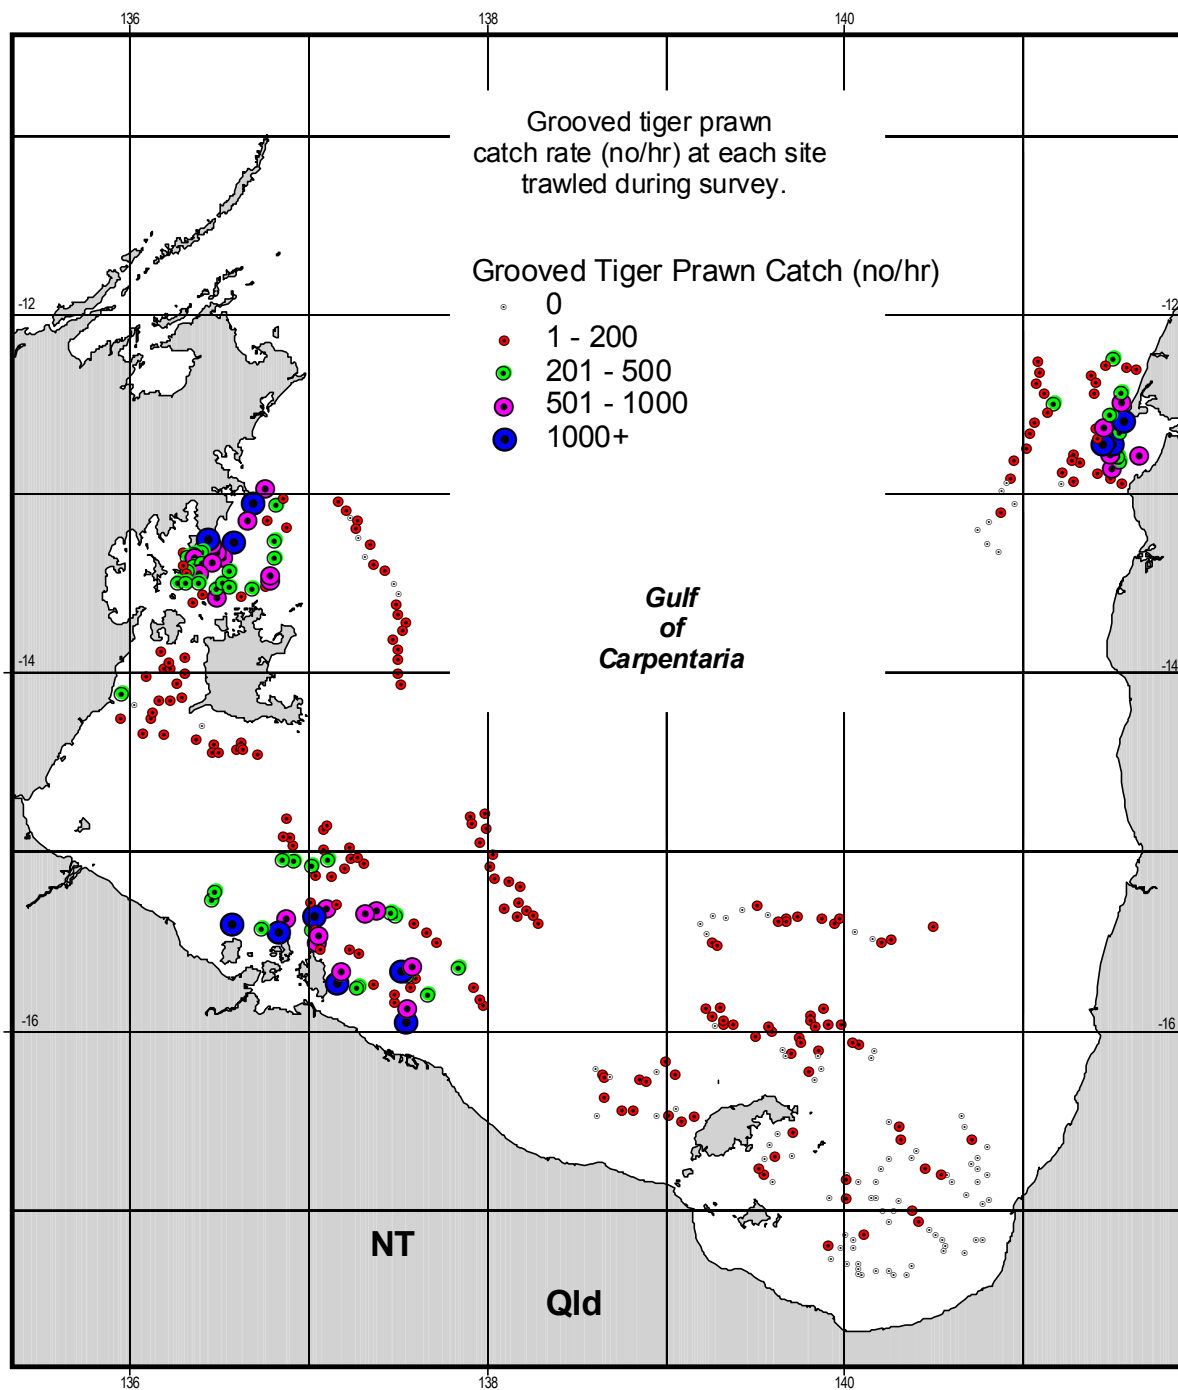 136
138
140
Grooved tiger prawn
catch rate (no/hr) at each site
trawled during survey.
Grooved Tiger Prawn Catch (no/hr)
0
1 - 200
201 - 500
501 - 1000
1000+
-12
-12
Gulf
of
Carpentaria
-14
-14
-16
-16
NT
Qld
136
138
140